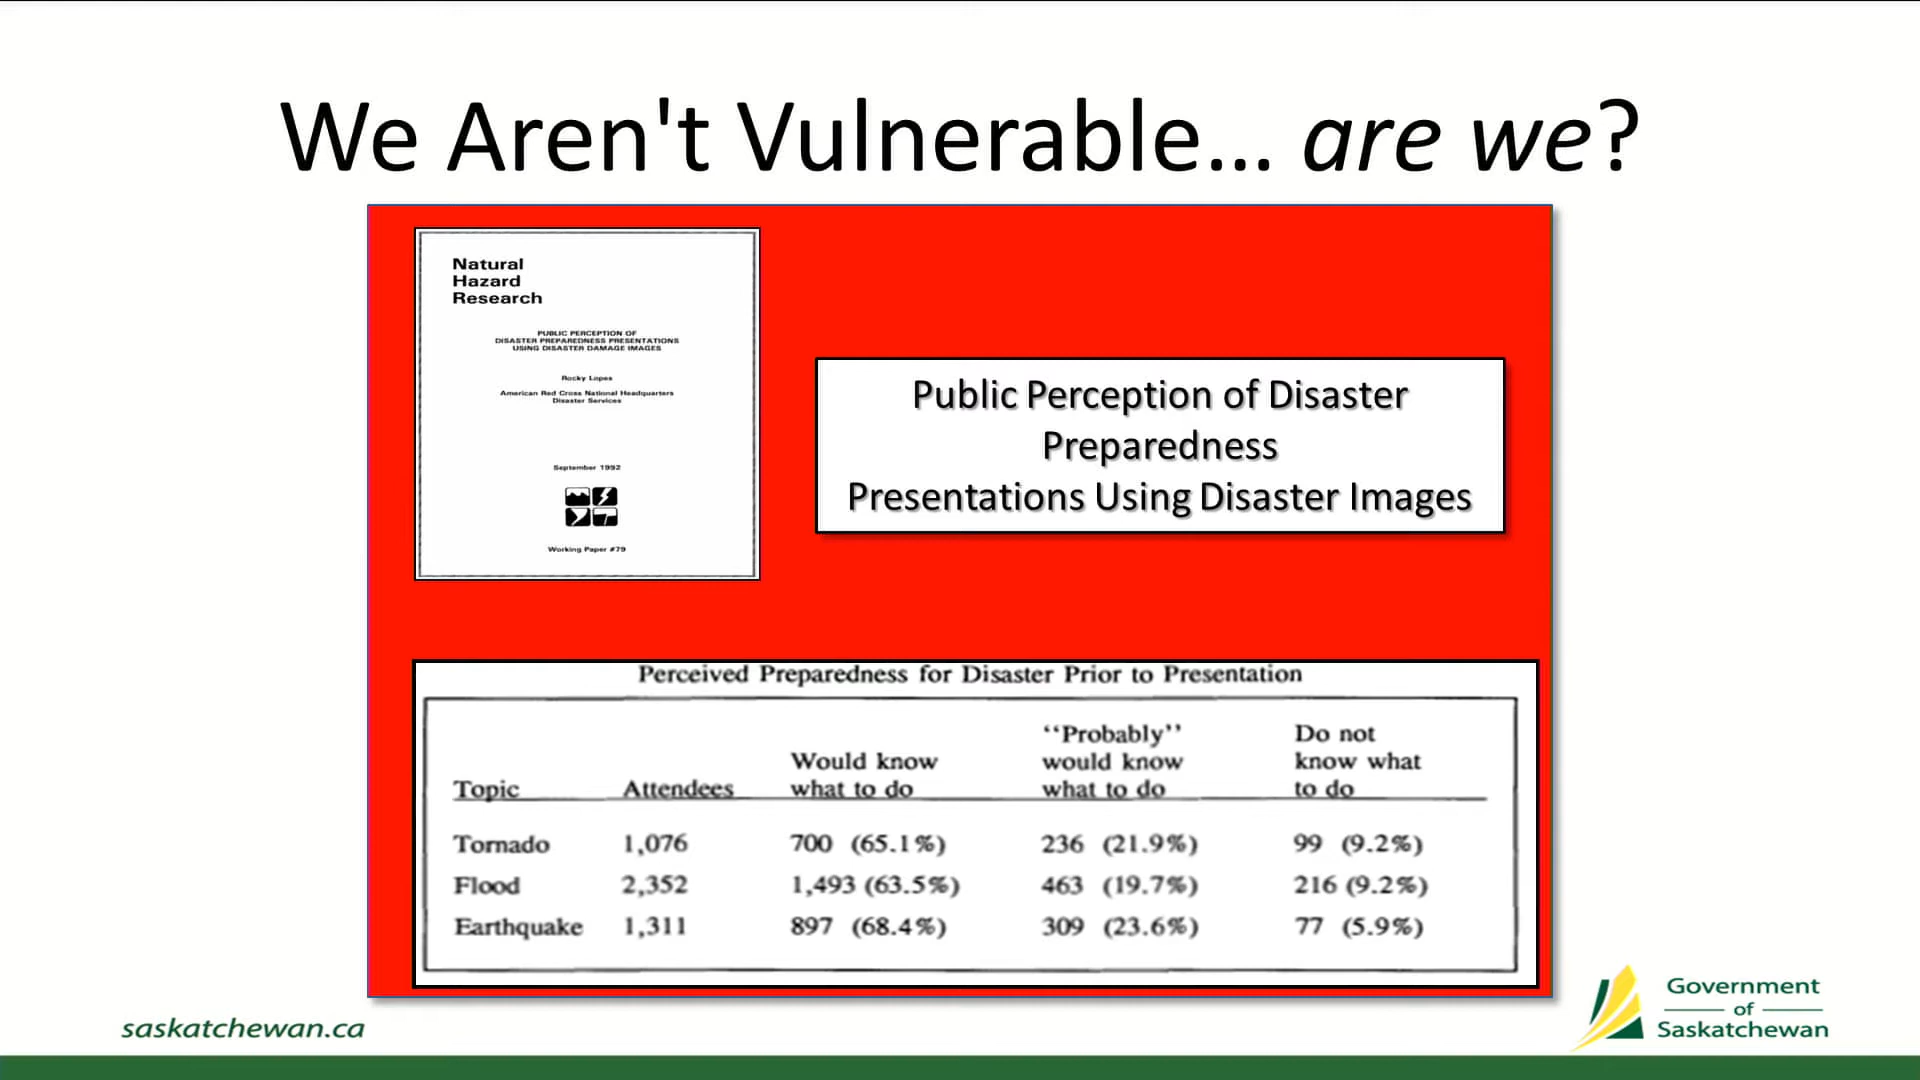 We Aren't Vulnerable... are we?
Natural
Hazard
Research
PUBLIC PERCEPTION OF
DISASTER PREPAREDNESS PRESENTATIONS
USING DISASTER DAMAGE IMAGES
Rocky Lopes
American Red Cross National Headquarters
Disaster Services
September 1992
Working Paper #79
Public Perception of Disaster
Preparedness
Presentations Using Disaster Images
Perceived Preparedness for Disaster Prior to Presentation
Topic Attendees Would know what to do “Probably” would know what to do Do not know what to do
Tornado 1,076 700 (65.1%) 236 (21.9%) 99 (9.2%)
Flood 2,352 1,493 (63.5%) 463 (19.7%) 216 (9.2%)
Earthquake 1,311 897 (68.4%) 309 (23.6%) 77 (5.9%)
saskatchewan.ca
Government
of
Saskatchewan